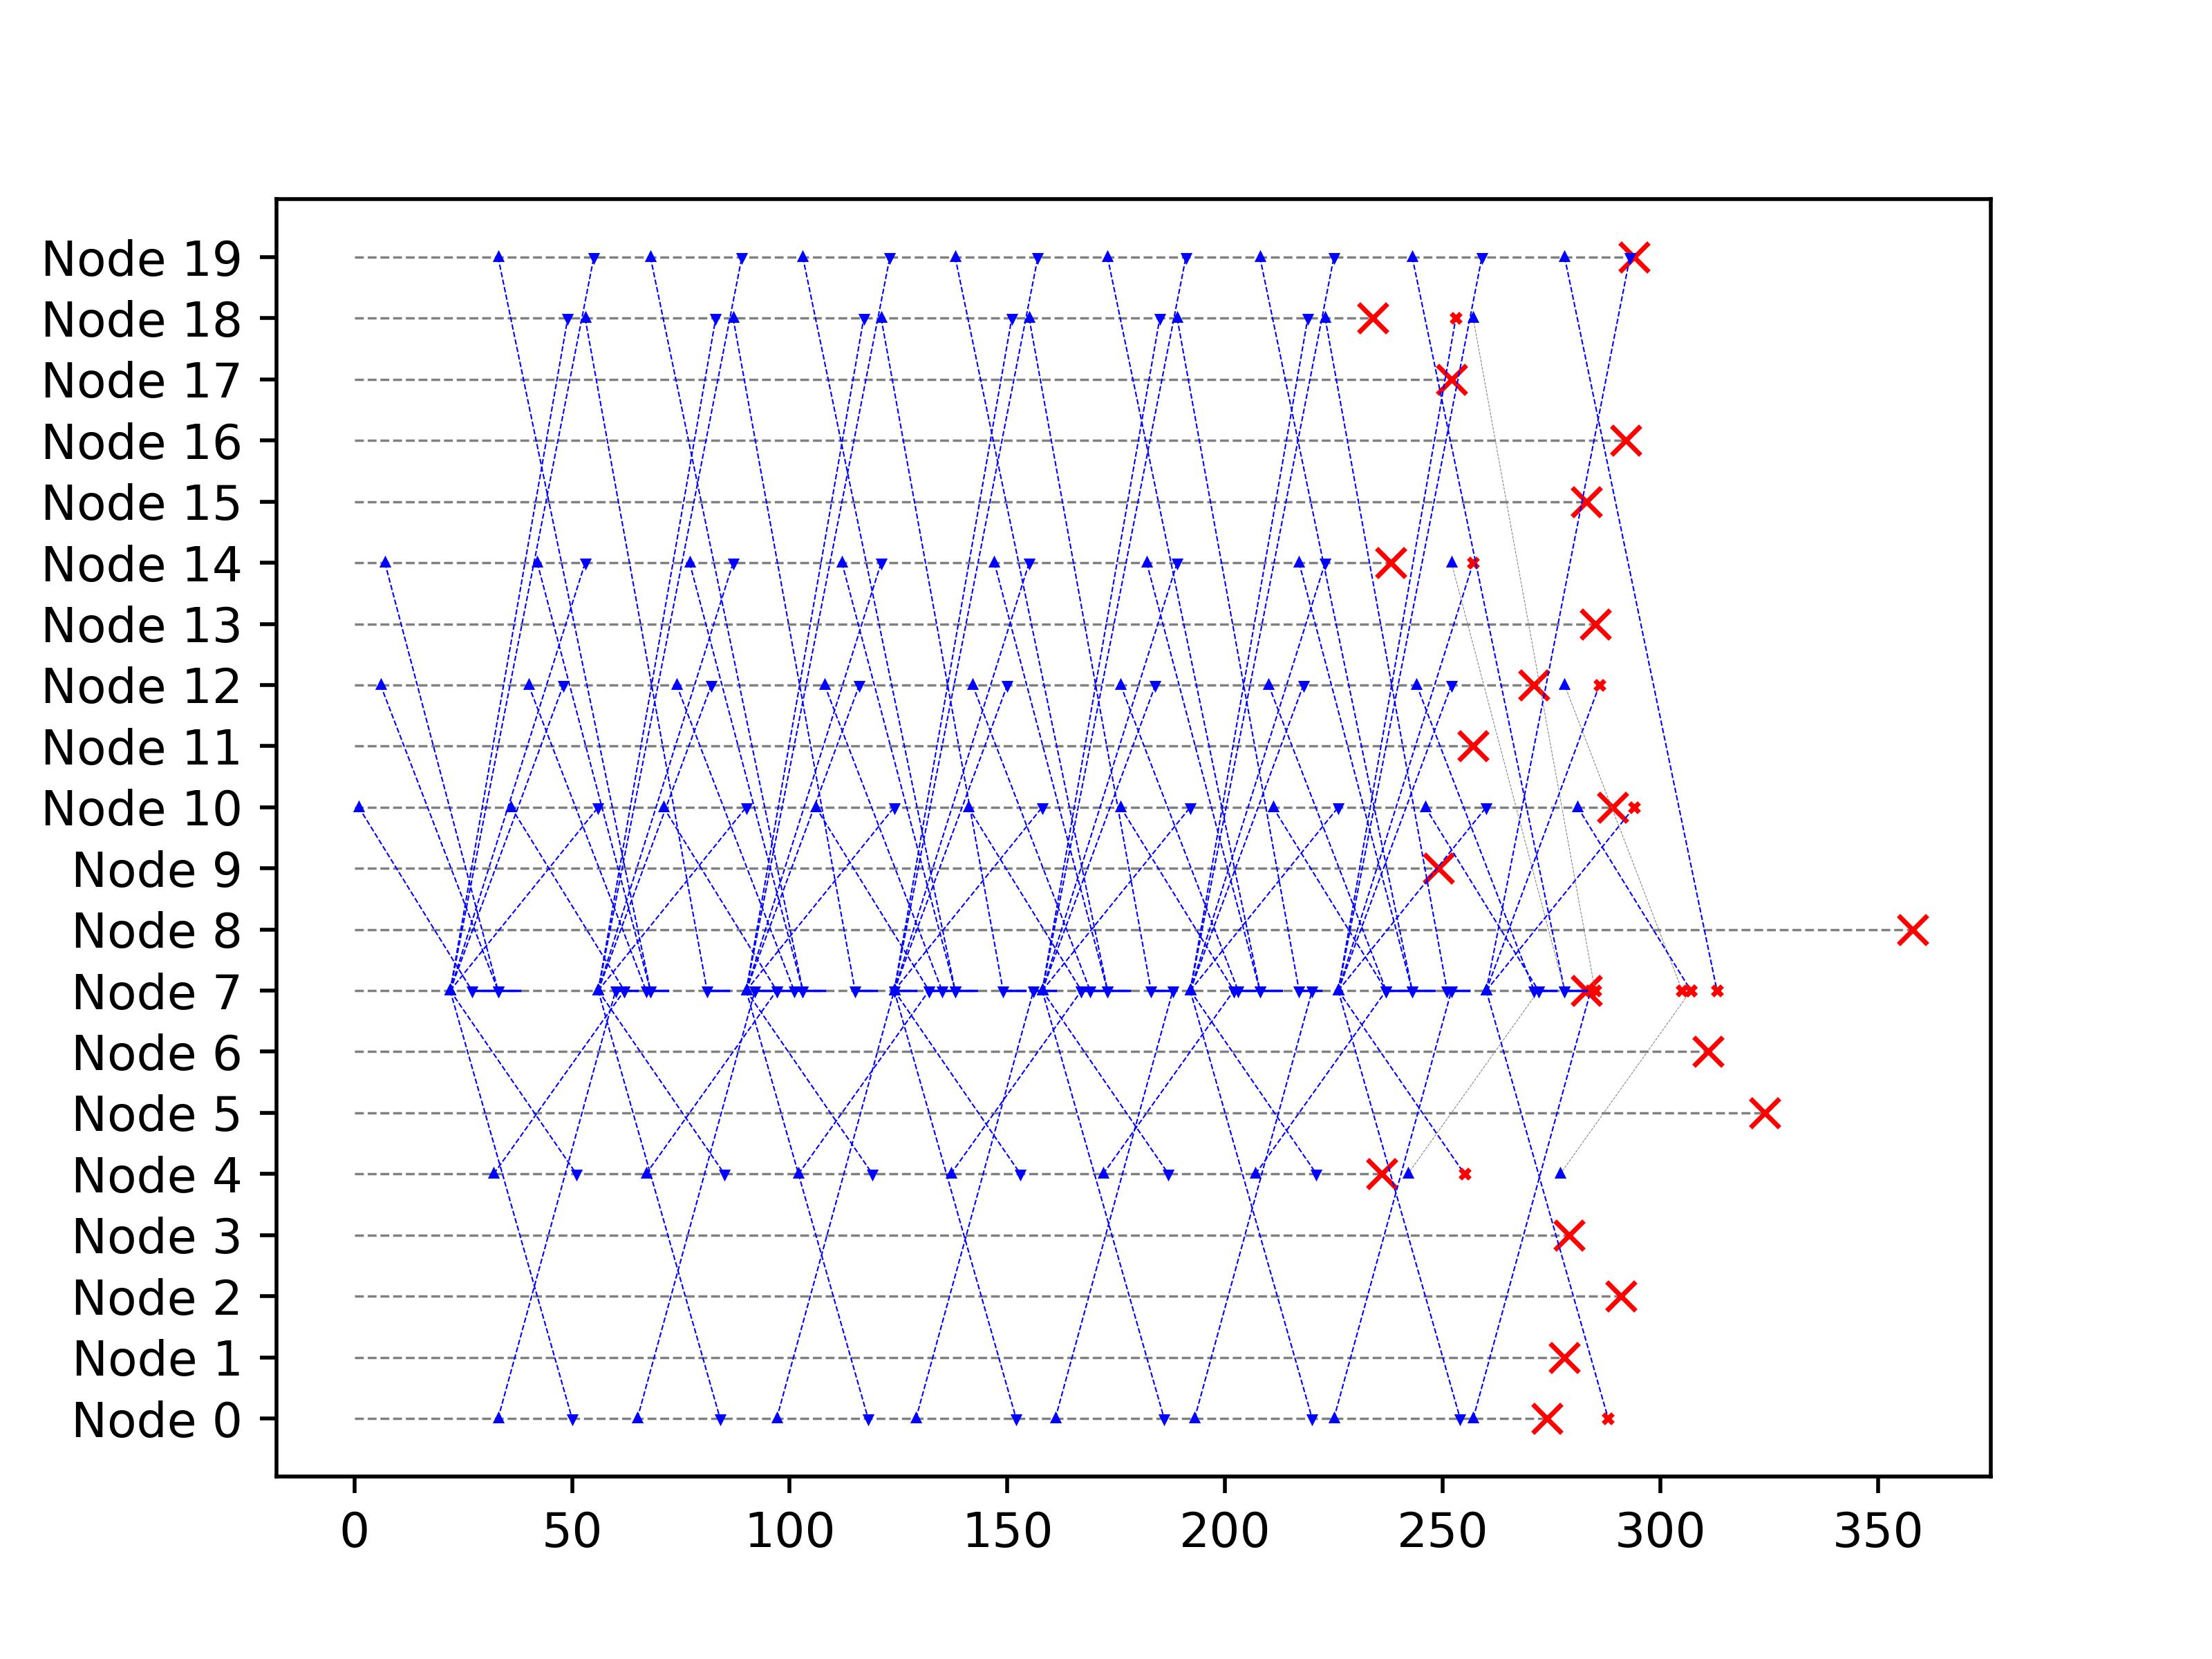 Node 19
Node 18
Node 17
Node 16
Node 15
Node 14
Node 13
Node 12
Node 11
Node 10
Node 9
Node 8
Node 7
Node 6
Node 5
Node 4
Node 3
Node 2
Node 1
Node 0
0 50 100 150 200 250 300 350